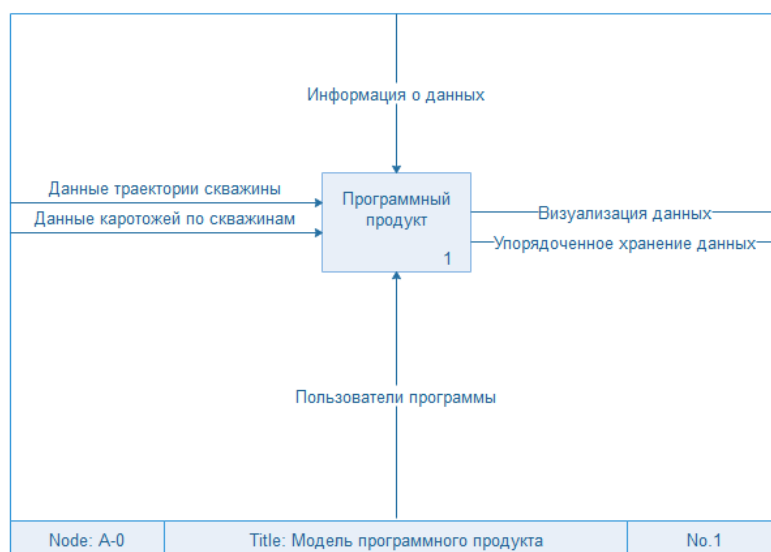 Информация о данных
Данные траектории скважины
Данные каротожей по скважинам
Программный
продукт
1
Визуализация данных
Упорядоченное хранение данных
Пользователи программы
Node: A-0
Title: Модель программного продукта
No.1